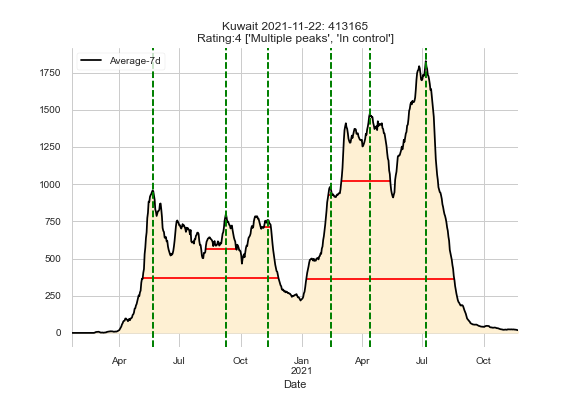 Kuwait 2021-11-22: 413165
Rating:4 ['Multiple peaks', 'In control']
Average-7d
1750
1500
1250
1000
750
500
250
0
Apr Jul Oct Jan Apr Jul Oct
2021
Date